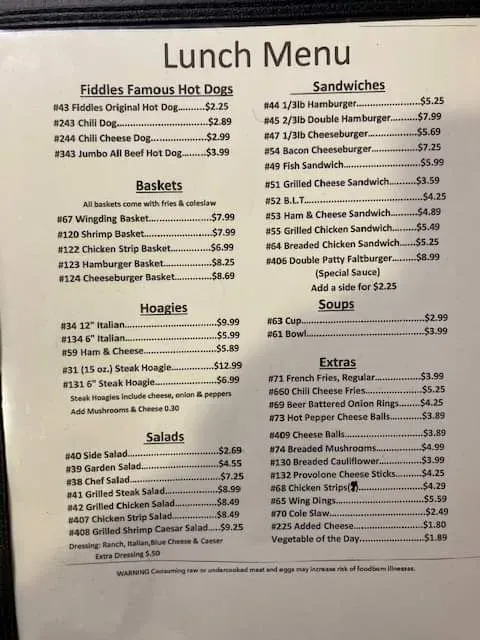 Lunch Menu
Fiddles Famous Hot Dogs
#43 Fiddles Original Hot Dog..........$2.25
#243 Chili Dog..............................$2.89
#244 Chili Cheese Dog..................$2.99
#343 Jumbo All Beef Hot Dog.......$3.99
Baskets
All baskets come with fries & coleslaw
#67 Wingding Basket....................$7.99
#120 Shrimp Basket......................$7.99
#122 Chicken Strip Basket............$6.99
#123 Hamburger Basket...............$8.25
#124 Cheeseburger Basket...........$8.69
Hoagies
#34 12" Italian.............................$9.99
#134 6" Italian.............................$5.99
#59 Ham & Cheese......................$5.89
#31 (15 oz.) Steak Hoagie.............$12.99
#131 6" Steak Hoagie...................$6.99
Steak Hoagies include cheese, onion & peppers
Add Mushrooms & Cheese 0.30
Salads
#40 Side Salad.............................$2.69
#39 Garden Salad.........................$4.55
#38 Chef Salad.............................$7.25
#41 Grilled Steak Salad.................$8.99
#42 Grilled Chicken Salad.............$8.49
#407 Chicken Strip Salad..............$8.49
#408 Grilled Shrimp Caesar Salad.....$9.25
Dressing: Ranch, Italian,Blue Cheese & Caeser
Extra Dressing $.50
Sandwiches
#44 1/3lb Hamburger.......................$5.25
#45 2/3lb Double Hamburger..........$7.99
#47 1/3lb Cheeseburger...................$5.69
#54 Bacon Cheeseburger.................$7.25
#49 Fish Sandwich............................$5.99
#51 Grilled Cheese Sandwich..........$3.59
#52 B.L.T..........................................$4.25
#53 Ham & Cheese Sandwich.........$4.89
#55 Grilled Chicken Sandwich.........$5.49
#64 Breaded Chicken Sandwich......$5.25
#406 Double Patty Faltburger.........$8.99
(Special Sauce)
Add a side for $2.25
Soups
#63 Cup............................................$2.99
#61 Bowl..........................................$3.99
Extras
#71 French Fries, Regular................$3.99
#660 Chili Cheese Fries....................$5.25
#69 Beer Battered Onion Rings.......$4.25
#73 Hot Pepper Cheese Balls...........$3.89
#409 Cheese Balls............................$3.89
#74 Breaded Mushrooms................$4.99
#130 Breaded Cauliflower...............$3.99
#132 Provolone Cheese Sticks.........$4.25
#68 Chicken Strips( )......................$4.29
#65 Wing Dings...............................$5.59
#70 Cole Slaw..................................$2.49
#225 Added Cheese........................$1.80
Vegetable of the Day.......................$1.89
WARNING Consuming raw or undercooked meat and eggs may increase risk of foodborn illnesses.